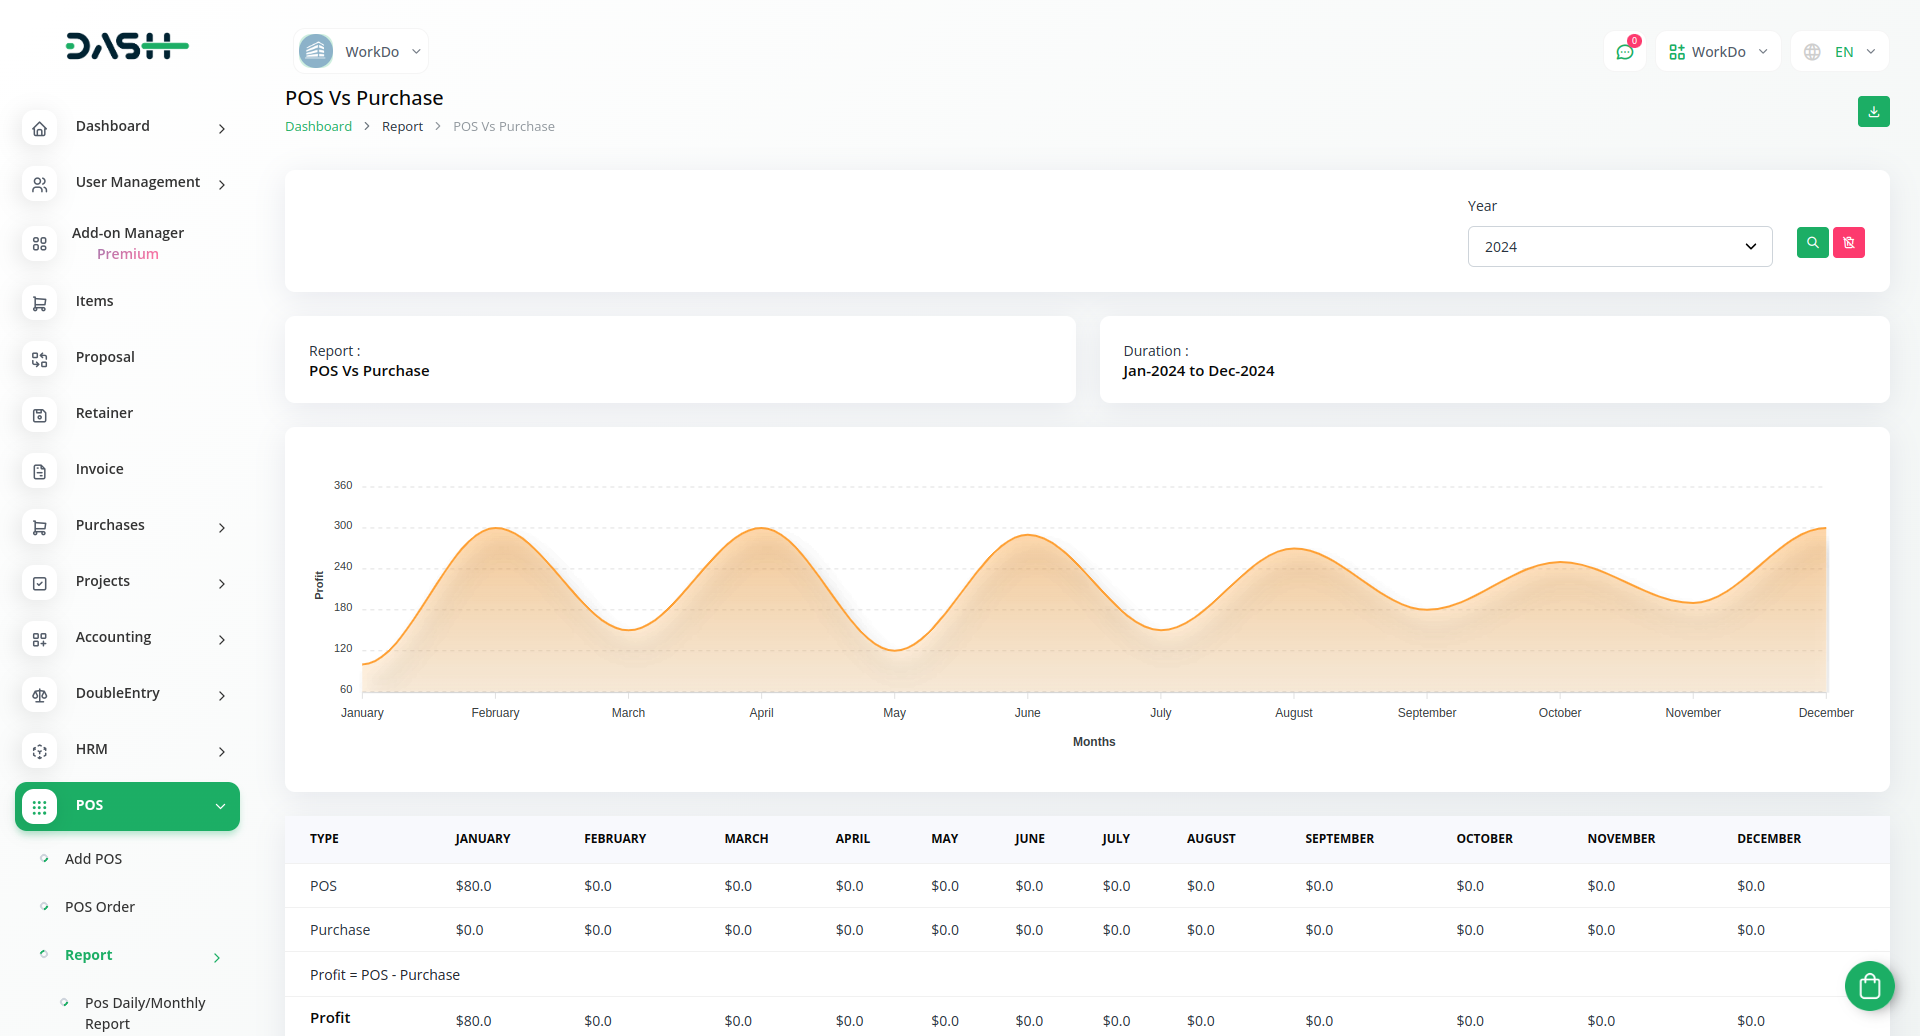 DASH
WorkDo
0
WorkDo
EN
POS Vs Purchase
Dashboard > Report > POS Vs Purchase
Dashboard
User Management
Add-on Manager
Premium
Items
Proposal
Retainer
Invoice
Purchases
Projects
Accounting
DoubleEntry
HRM
POS
Add POS
POS Order
Report
Pos Daily/Monthly
Report
Year
2024
Report :
POS Vs Purchase
Duration :
Jan-2024 to Dec-2024
360
300
240
180
120
60
Profit
January February March April May June July August September October November December
Months
TYPE JANUARY FEBRUARY MARCH APRIL MAY JUNE JULY AUGUST SEPTEMBER OCTOBER NOVEMBER DECEMBER
POS $80.0 $0.0 $0.0 $0.0 $0.0 $0.0 $0.0 $0.0 $0.0 $0.0 $0.0 $0.0
Purchase $0.0 $0.0 $0.0 $0.0 $0.0 $0.0 $0.0 $0.0 $0.0 $0.0 $0.0 $0.0
Profit = POS - Purchase
Profit $80.0 $0.0 $0.0 $0.0 $0.0 $0.0 $0.0 $0.0 $0.0 $0.0 $0.0 $0.0